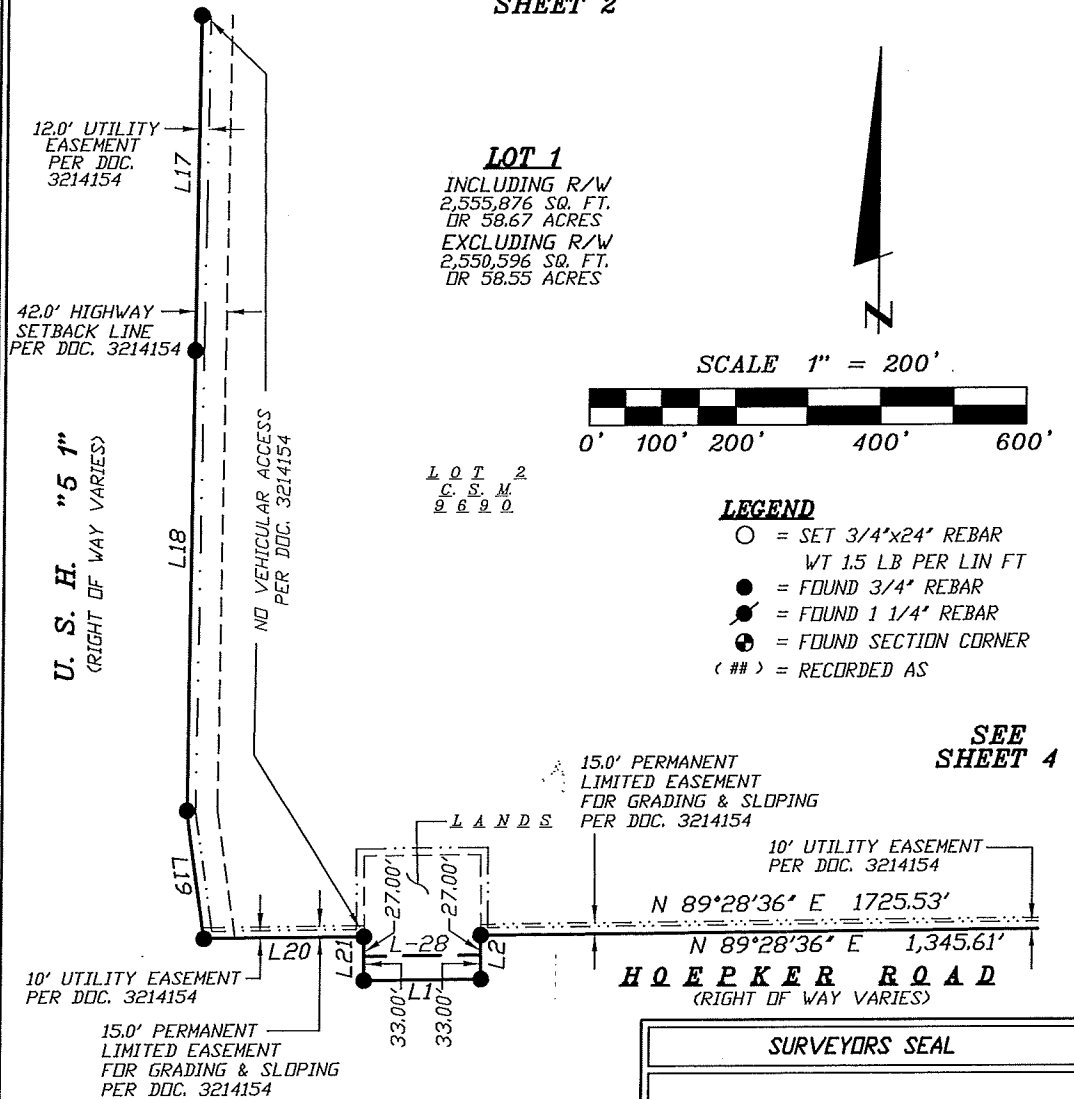 SHEET 2
12.0' UTILITY
EASEMENT
PER DOC.
3214154
L17
LOT 1
INCLUDING R/W
2,555,876 SQ. FT.
OR 58.67 ACRES
EXCLUDING R/W
2,550,596 SQ. FT.
OR 58.55 ACRES
42.0' HIGHWAY
SETBACK LINE
PER DOC. 3214154
N
SCALE 1" = 200'
0' 100' 200' 400' 600'
U. S. H. "5 1"
(RIGHT OF WAY VARIES)
L18
NO VEHICULAR ACCESS
PER DOC. 3214154
LOT 2
C. S. M.
9690
LEGEND
= SET 3/4"x24" REBAR
WT 1.5 LB PER LIN FT
= FOUND 3/4" REBAR
= FOUND 1 1/4" REBAR
= FOUND SECTION CORNER
( ## ) = RECORDED AS
SEE
SHEET 4
15.0' PERMANENT
LIMITED EASEMENT
FOR GRADING & SLOPING
PER DOC. 3214154
LANDS
10' UTILITY EASEMENT
PER DOC. 3214154
L19
27.00'
27.00'
N 89°28'36" E 1725.53'
L20
L21
L-28
L2
N 89°28'36" E 1,345.61'
10' UTILITY EASEMENT
PER DOC. 3214154
L1
33.00'
33.00'
HOEPKER ROAD
(RIGHT OF WAY VARIES)
15.0' PERMANENT
LIMITED EASEMENT
FOR GRADING & SLOPING
PER DOC. 3214154
SURVEYORS SEAL